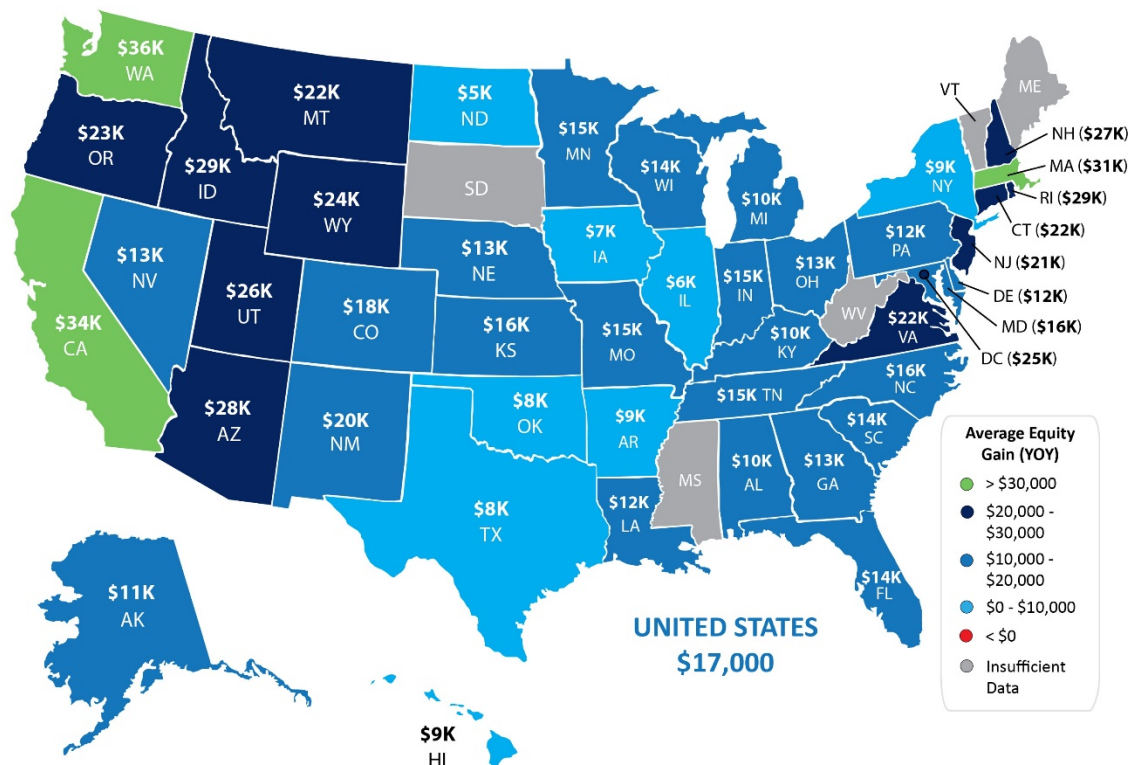 $36K
WA
$23K
OR
$29K
ID
$22K
MT
$24K
WY
$5K
ND
SD
$15K
MN
$14K
WI
$10K
MI
$34K
CA
$13K
NV
$26K
UT
$18K
CO
$13K
NE
$7K
IA
$6K
IL
$15K
IN
$13K
OH
$16K
KS
$15K
MO
$10K
KY
WV
$22K
VA
$12K
PA
$9K
NY
VT
ME
NH ($27K)
MA ($31K)
RI ($29K)
CT ($22K)
NJ ($21K)
DE ($12K)
MD ($16K)
DC ($25K)
$28K
AZ
$20K
NM
$8K
OK
$9K
AR
$15K TN
$16K
NC
$14K
SC
$8K
TX
$12K
LA
MS
$10K
AL
$13K
GA
$14K
FL
$11K
AK
$9K
HI
UNITED STATES
$17,000
Average Equity
Gain (YOY)
> $30,000
$20,000 -
$30,000
$10,000 -
$20,000
$0 - $10,000
< $0
Insufficient
Data